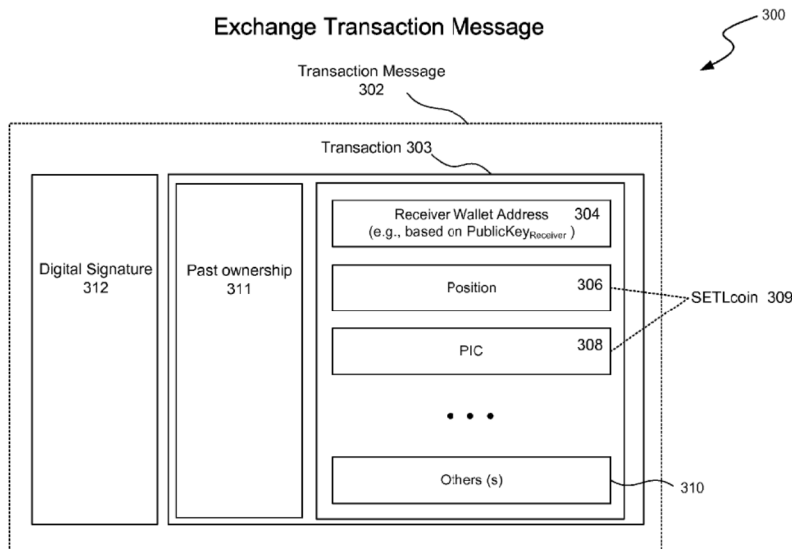 300
Exchange Transaction Message
Transaction Message
302
Transaction 303
Digital Signature
312
Past ownership
311
Receiver Wallet Address 304
(e.g., based on PublicKeyReceiver )
Position 306
SETLcoin 309
PIC 308
• • •
Others (s)
310